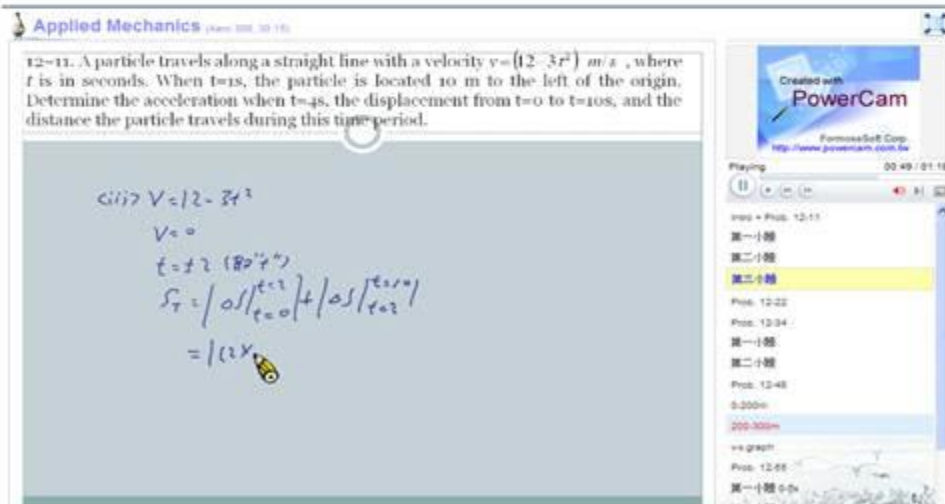 Applied Mechanics
12-11. A particle travels along a straight line with a velocity v=(12 3t²) m/s , where
t is in seconds. When t=1s, the particle is located 10 m to the left of the origin.
Determine the acceleration when t=4s, the displacement from t=0 to t=10s, and the
distance the particle travels during this time period.
<iii> V=12-3t²
V=0
t=±2
S_T=|ΔS|_{t=0}^{t=2}|+|ΔS|_{t=2}^{t=10}|
=|12×
Created with
PowerCam
FormosaSoft Corp.
http://www.powercam.com.tw
Playing
Intro + Prob. 12-11
第一小題
第二小題
第三小題
Prob. 12-22
Prob. 12-34
第一小題
第二小題
Prob. 12-48
0-200m
200-300m
v-s graph
第一小題